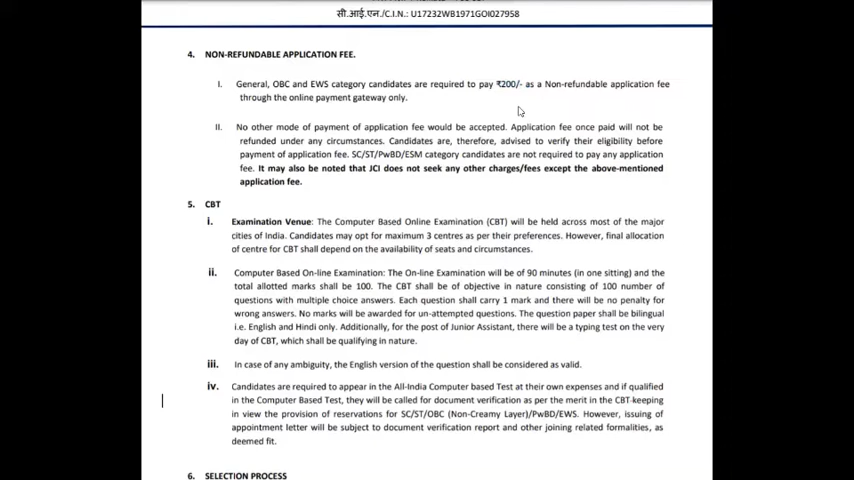 सी.आई.एन./C.I.N.: U17232WB1971GOI027958
4. NON-REFUNDABLE APPLICATION FEE.
I. General, OBC and EWS category candidates are required to pay ₹200/- as a Non-refundable application fee
through the online payment gateway only.
II. No other mode of payment of application fee would be accepted. Application fee once paid will not be
refunded under any circumstances. Candidates are, therefore, advised to verify their eligibility before
payment of application fee. SC/ST/PwBD/ESM category candidates are not required to pay any application
fee. It may also be noted that JCI does not seek any other charges/fees except the above-mentioned
application fee.
5. CBT
i. Examination Venue: The Computer Based Online Examination (CBT) will be held across most of the major
cities of India. Candidates may opt for maximum 3 centres as per their preferences. However, final allocation
of centre for CBT shall depend on the availability of seats and circumstances.
ii. Computer Based On-line Examination: The On-line Examination will be of 90 minutes (in one sitting) and the
total allotted marks shall be 100. The CBT shall be of objective in nature consisting of 100 number of
questions with multiple choice answers. Each question shall carry 1 mark and there will be no penalty for
wrong answers. No marks will be awarded for un-attempted questions. The question paper shall be bilingual
i.e. English and Hindi only. Additionally, for the post of Junior Assistant, there will be a typing test on the very
day of CBT, which shall be qualifying in nature.
iii. In case of any ambiguity, the English version of the question shall be considered as valid.
iv. Candidates are required to appear in the All-India Computer based Test at their own expenses and if qualified
in the Computer Based Test, they will be called for document verification as per the merit in the CBT keeping
in view the provision of reservations for SC/ST/OBC (Non-Creamy Layer)/PwBD/EWS. However, issuing of
appointment letter will be subject to document verification report and other joining related formalities, as
deemed fit.
6. SELECTION PROCESS